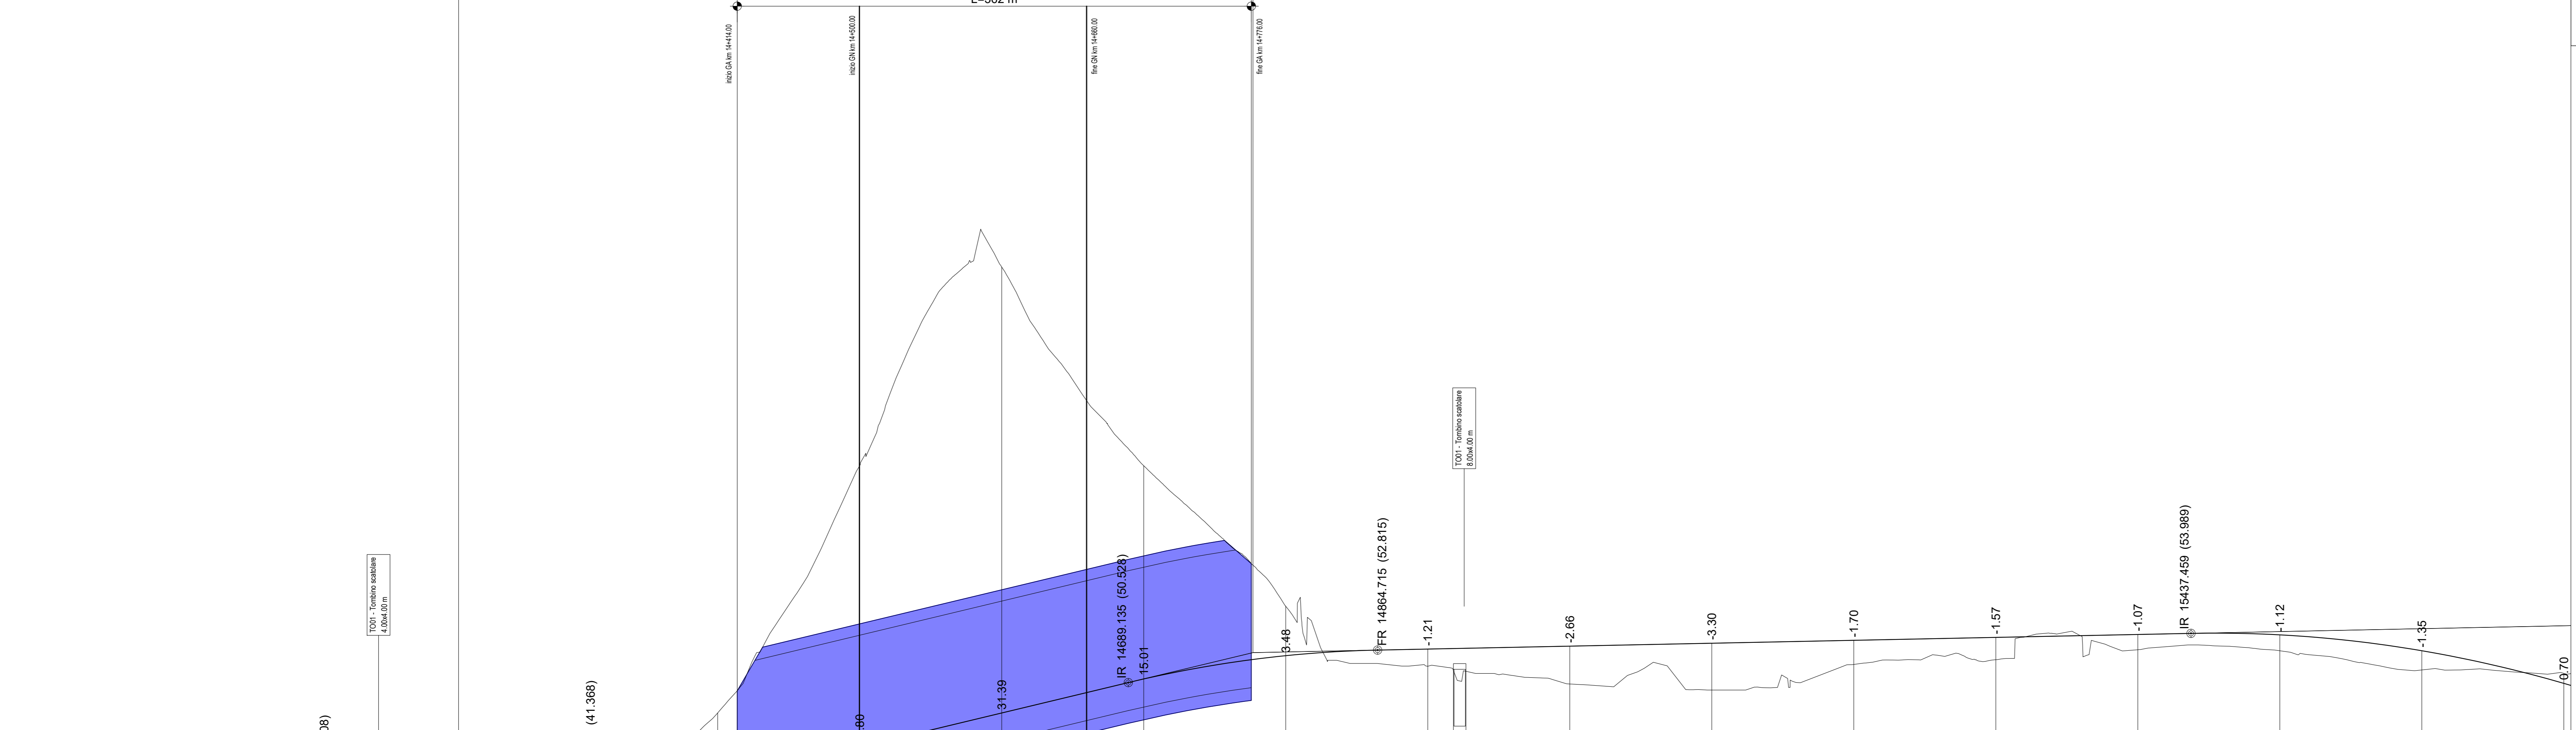 L=362 m
inizio GA km 14+414.00
inizio GN km 14+500.00
fine GN km 14+660.00
fine GA km 14+776.00
TO01 - Tombino scatolare
4.00x4.00 m
(41.368)
31.39
IR 14689.135 (50.528)
15.01
3.48
FR 14864.715 (52.815)
-1.21
TO01 - Tombino scatolare
8.00x4.00 m
-2.66
-3.30
-1.70
-1.57
-1.07
IR 15437.459 (53.989)
-1.12
-1.35
0.70